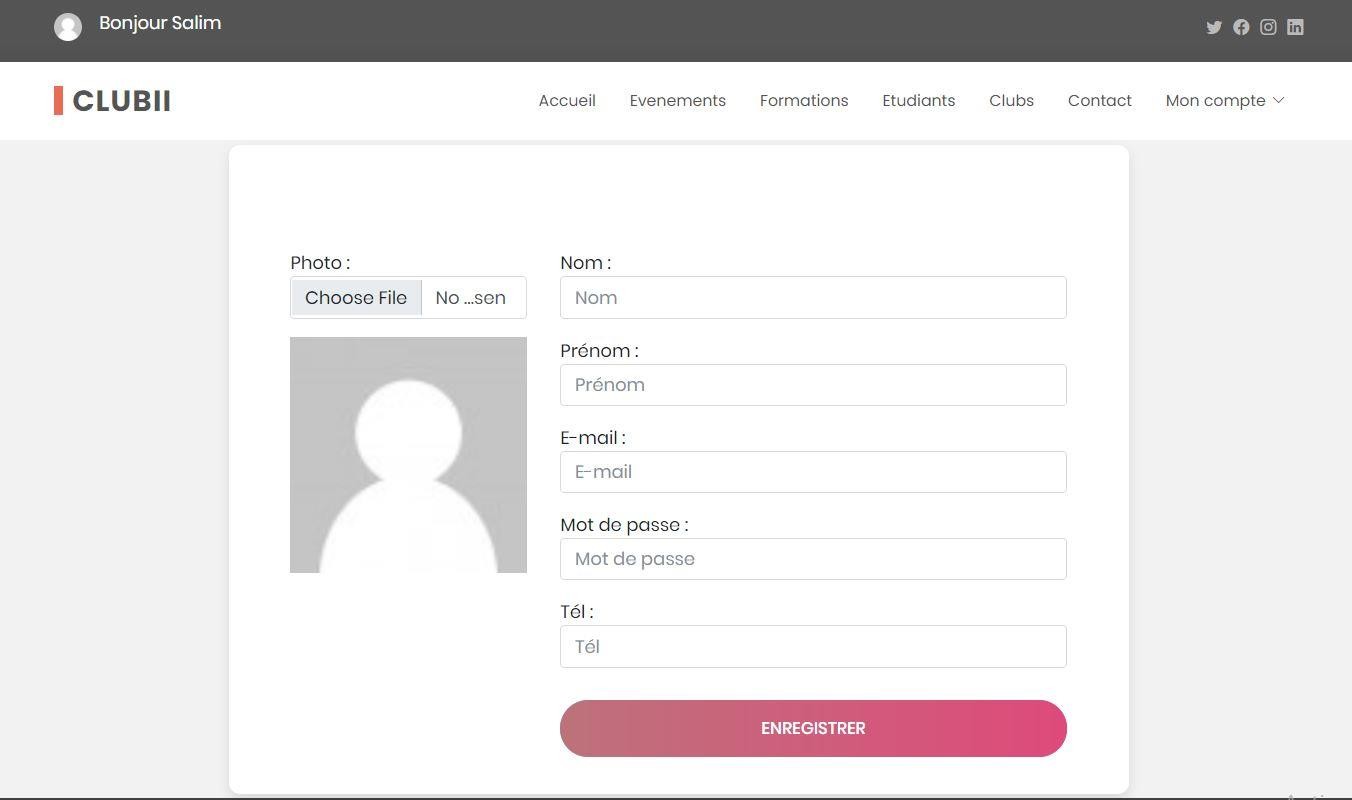 Bonjour Salim
CLUBII
Accueil Evenements Formations Etudiants Clubs Contact Mon compte
Photo :
Choose File No ...sen
Nom :
Nom
Prénom :
Prénom
E-mail :
E-mail
Mot de passe :
Mot de passe
Tél :
Tél
ENREGISTRER